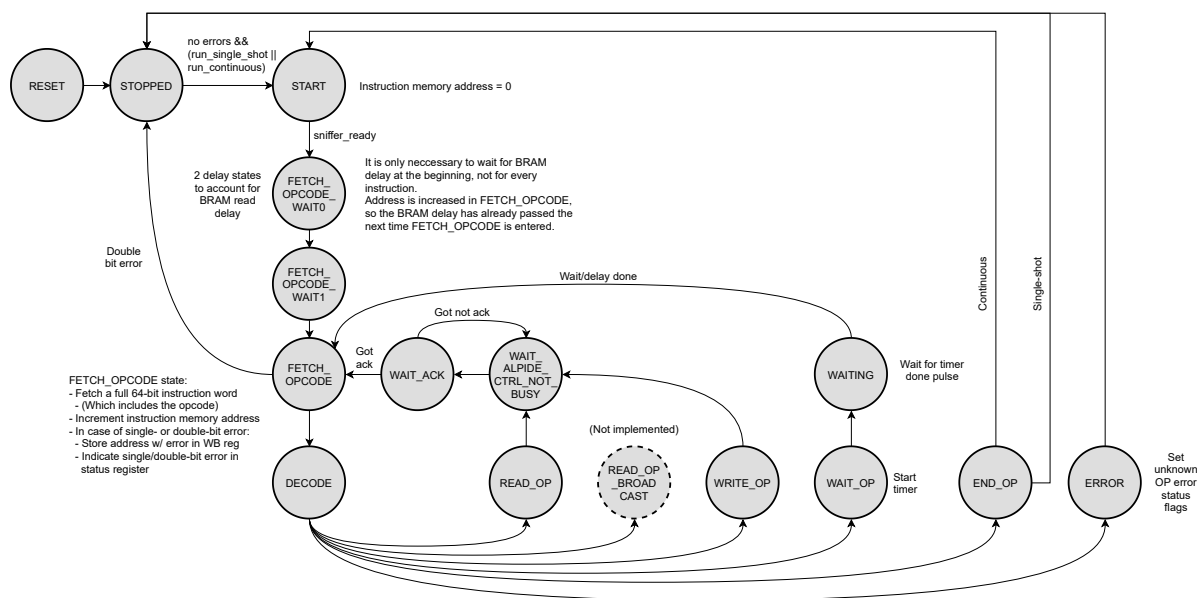 no errors &&
(run_single_shot ||
run_continuous)
RESET
STOPPED
START
Instruction memory address = 0
sniffer_ready
2 delay states
to account for
BRAM read
delay
FETCH_
OPCODE_
WAIT0
It is only neccessary to wait for BRAM
delay at the beginning, not for every
instruction.
Address is increased in FETCH_OPCODE,
so the BRAM delay has already passed the
next time FETCH_OPCODE is entered.
Double
bit error
FETCH_
OPCODE_
WAIT1
Wait/delay done
Continuous
Single-shot
Got not ack
FETCH_
OPCODE
Got
ack
WAIT_ACK
WAIT_
ALPIDE_
CTRL_NOT_
BUSY
WAITING
Wait for timer
done pulse
FETCH_OPCODE state:
- Fetch a full 64-bit instruction word
- (Which includes the opcode)
- Increment instruction memory address
- In case of single- or double-bit error:
- Store address w/ error in WB reg
- Indicate single/double-bit error in
status register
(Not implemented)
DECODE
READ_OP
READ_OP
_BROAD
CAST
WRITE_OP
WAIT_OP
Start
timer
END_OP
ERROR
Set
unknown
OP error
status
flags